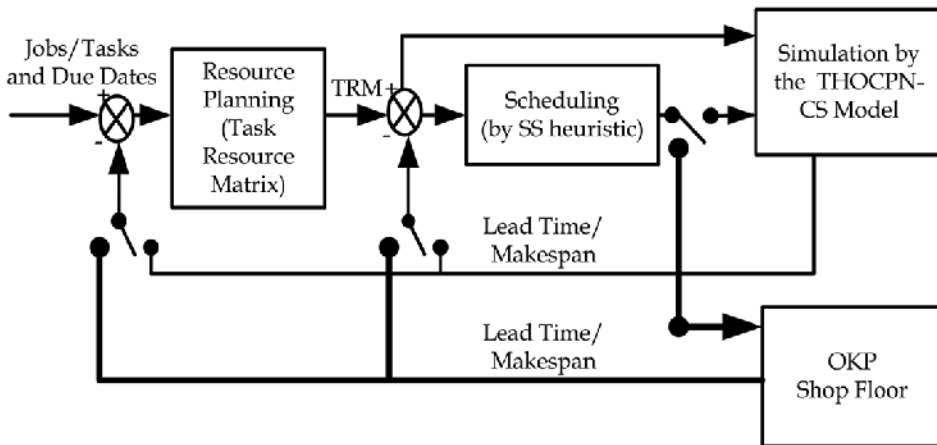 Jobs/Tasks
and Due Dates
+
-
Resource
Planning
(Task
Resource
Matrix)
TRM
+
-
Scheduling
(by SS heuristic)
Simulation by
the THOCPN-
CS Model
Lead Time/
Makespan
Lead Time/
Makespan
OKP
Shop Floor